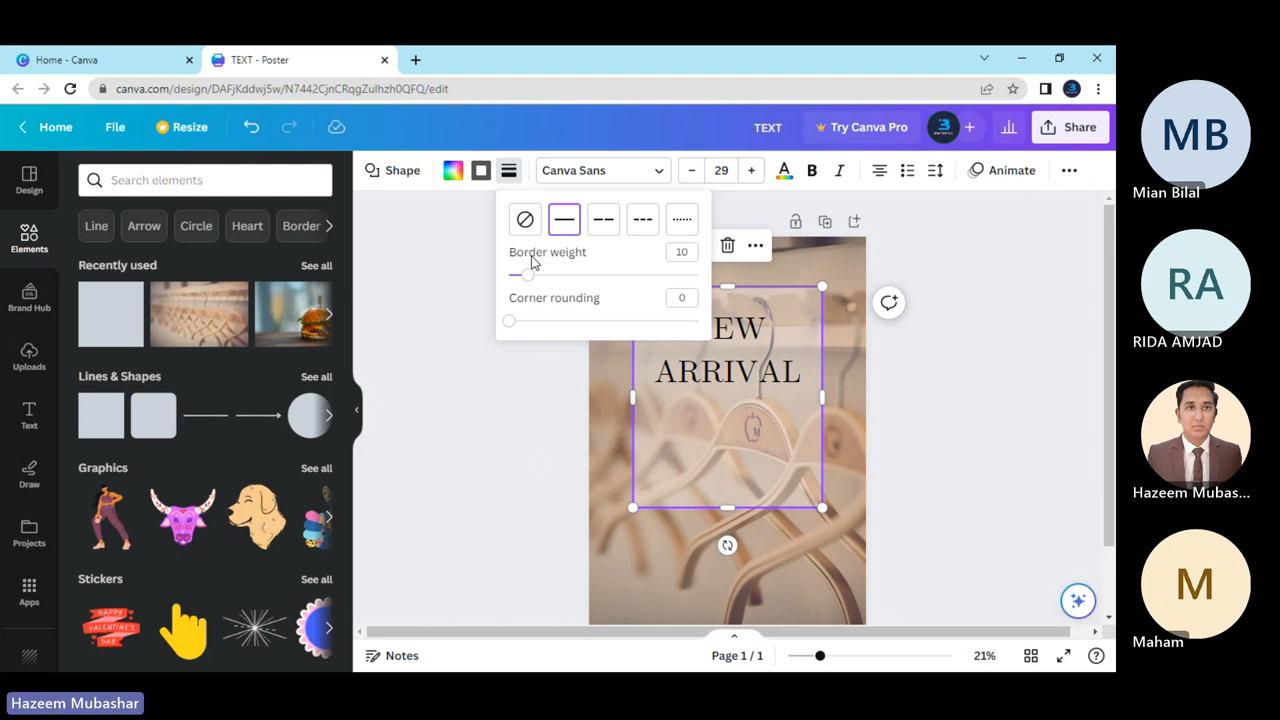 Home - Canva
TEXT - Poster
canva.com/design/DAFjKddwj5w/N7442CjnCRqgZuIhzh0QFQ/edit
Home
File
Resize
TEXT
Try Canva Pro
Share
Design
Elements
Brand Hub
Uploads
Text
Draw
Projects
Apps
Search elements
Line
Arrow
Circle
Heart
Border
Recently used
See all
Lines & Shapes
See all
Graphics
See all
Stickers
See all
HAPPY
VALENTINE'S
DAY
Shape
Canva Sans
29
A
B
I
Animate
Border weight
10
Corner rounding
0
EW
ARRIVAL
M
Notes
Page 1 / 1
21%
MB
Mian Bilal
RA
RIDA AMJAD
Hazeem Mubas...
M
Maham
Hazeem Mubashar